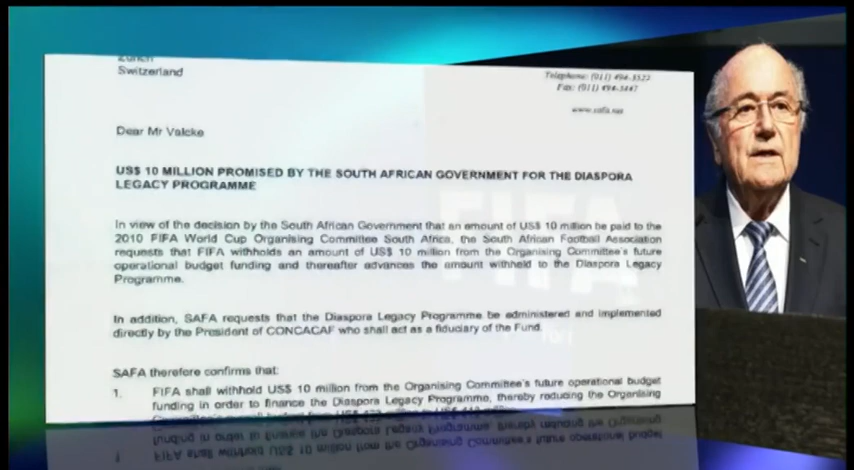 Zurich
Switzerland
Telephone: (011) 494-3522
Fax: (011) 494-3447
Dear Mr Valcke
US$ 10 MILLION PROMISED BY THE SOUTH AFRICAN GOVERNMENT FOR THE DIASPORA
LEGACY PROGRAMME
In view of the decision by the South African Government that an amount of US$ 10 million be paid to the
2010 FIFA World Cup Organising Committee South Africa, the South African Football Association
requests that FIFA withholds an amount of US$ 10 million from the Organising Committee's future
operational budget funding and thereafter advances the amount withheld to the Diaspora Legacy
Programme.
In addition, SAFA requests that the Diaspora Legacy Programme be administered and implemented
directly by the President of CONCACAF who shall act as a fiduciary of the Fund.
SAFA therefore confirms that:
1. FIFA shall withhold US$ 10 million from the Organising Committee's future operational budget
funding in order to finance the Diaspora Legacy Programme, thereby reducing the Organising
FIFA